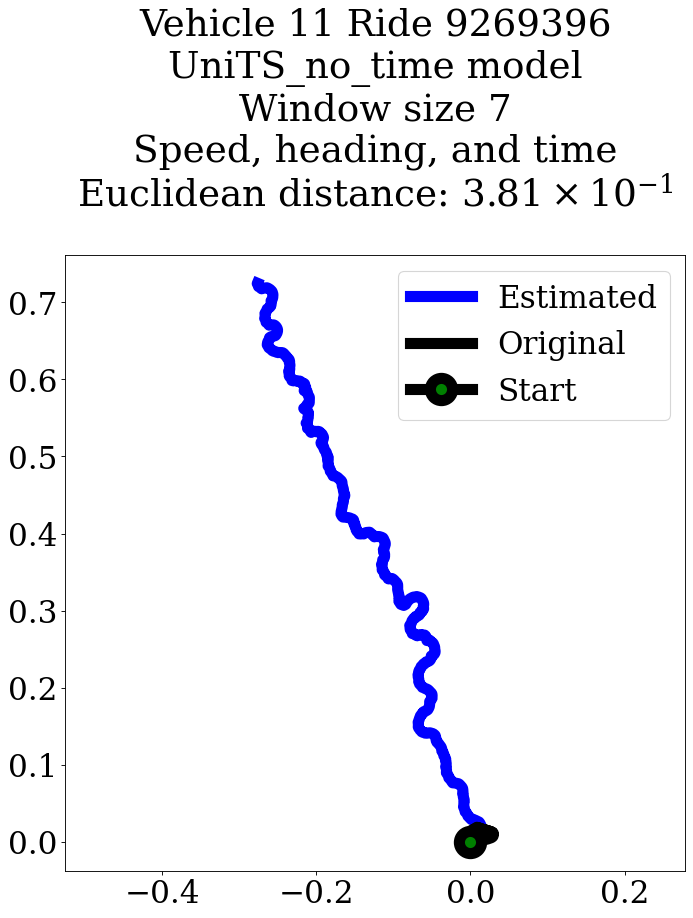 Vehicle 11 Ride 9269396
UniTS_no_time model
Window size 7
Speed, heading, and time
Euclidean distance: 3.81 × 10⁻¹
Estimated
Original
Start
0.7
0.6
0.5
0.4
0.3
0.2
0.1
0.0
−0.4 −0.2 0.0 0.2